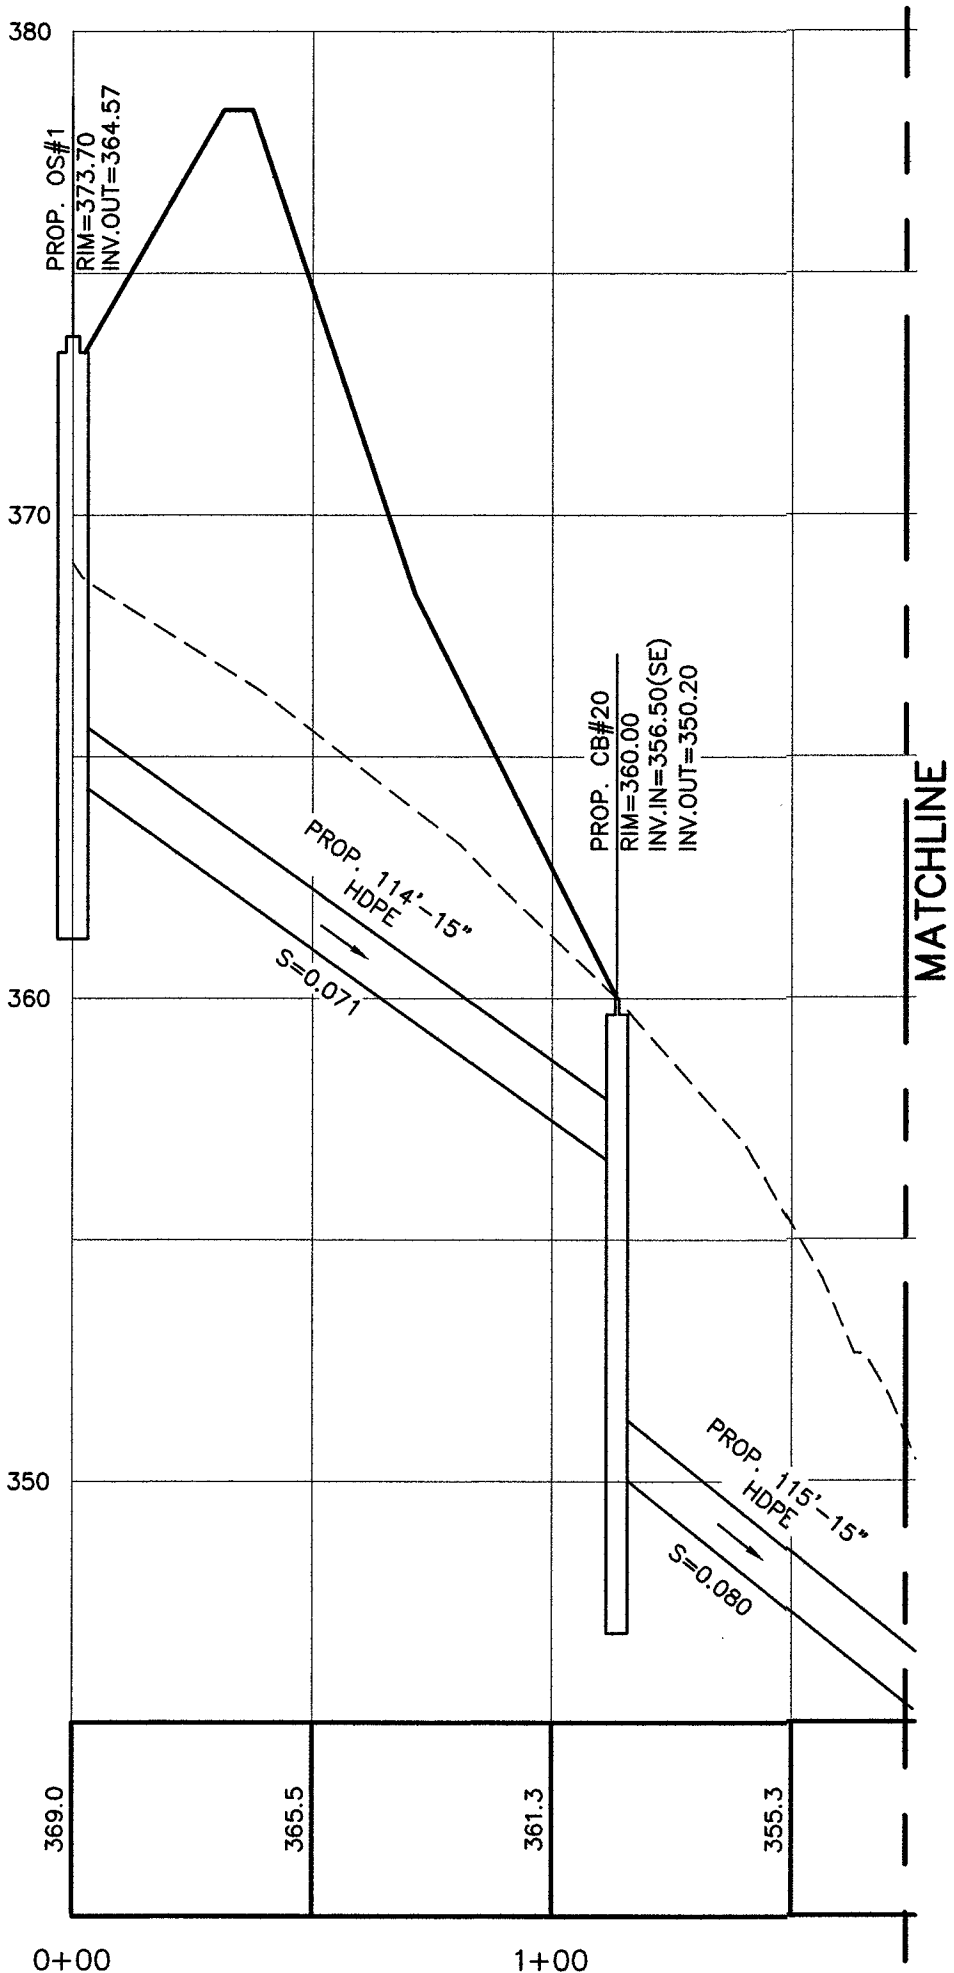 380
PROP. OS#1
RIM=373.70
INV.OUT=364.57
370
PROP. CB#20
RIM=360.00
INV.IN=356.50(SE)
INV.OUT=350.20
MATCHLINE
PROP. 114'-15"
HDPE
S=0.071
360
350
PROP. 115'-15"
HDPE
S=0.080
369.0
365.5
361.3
355.3
0+00
1+00